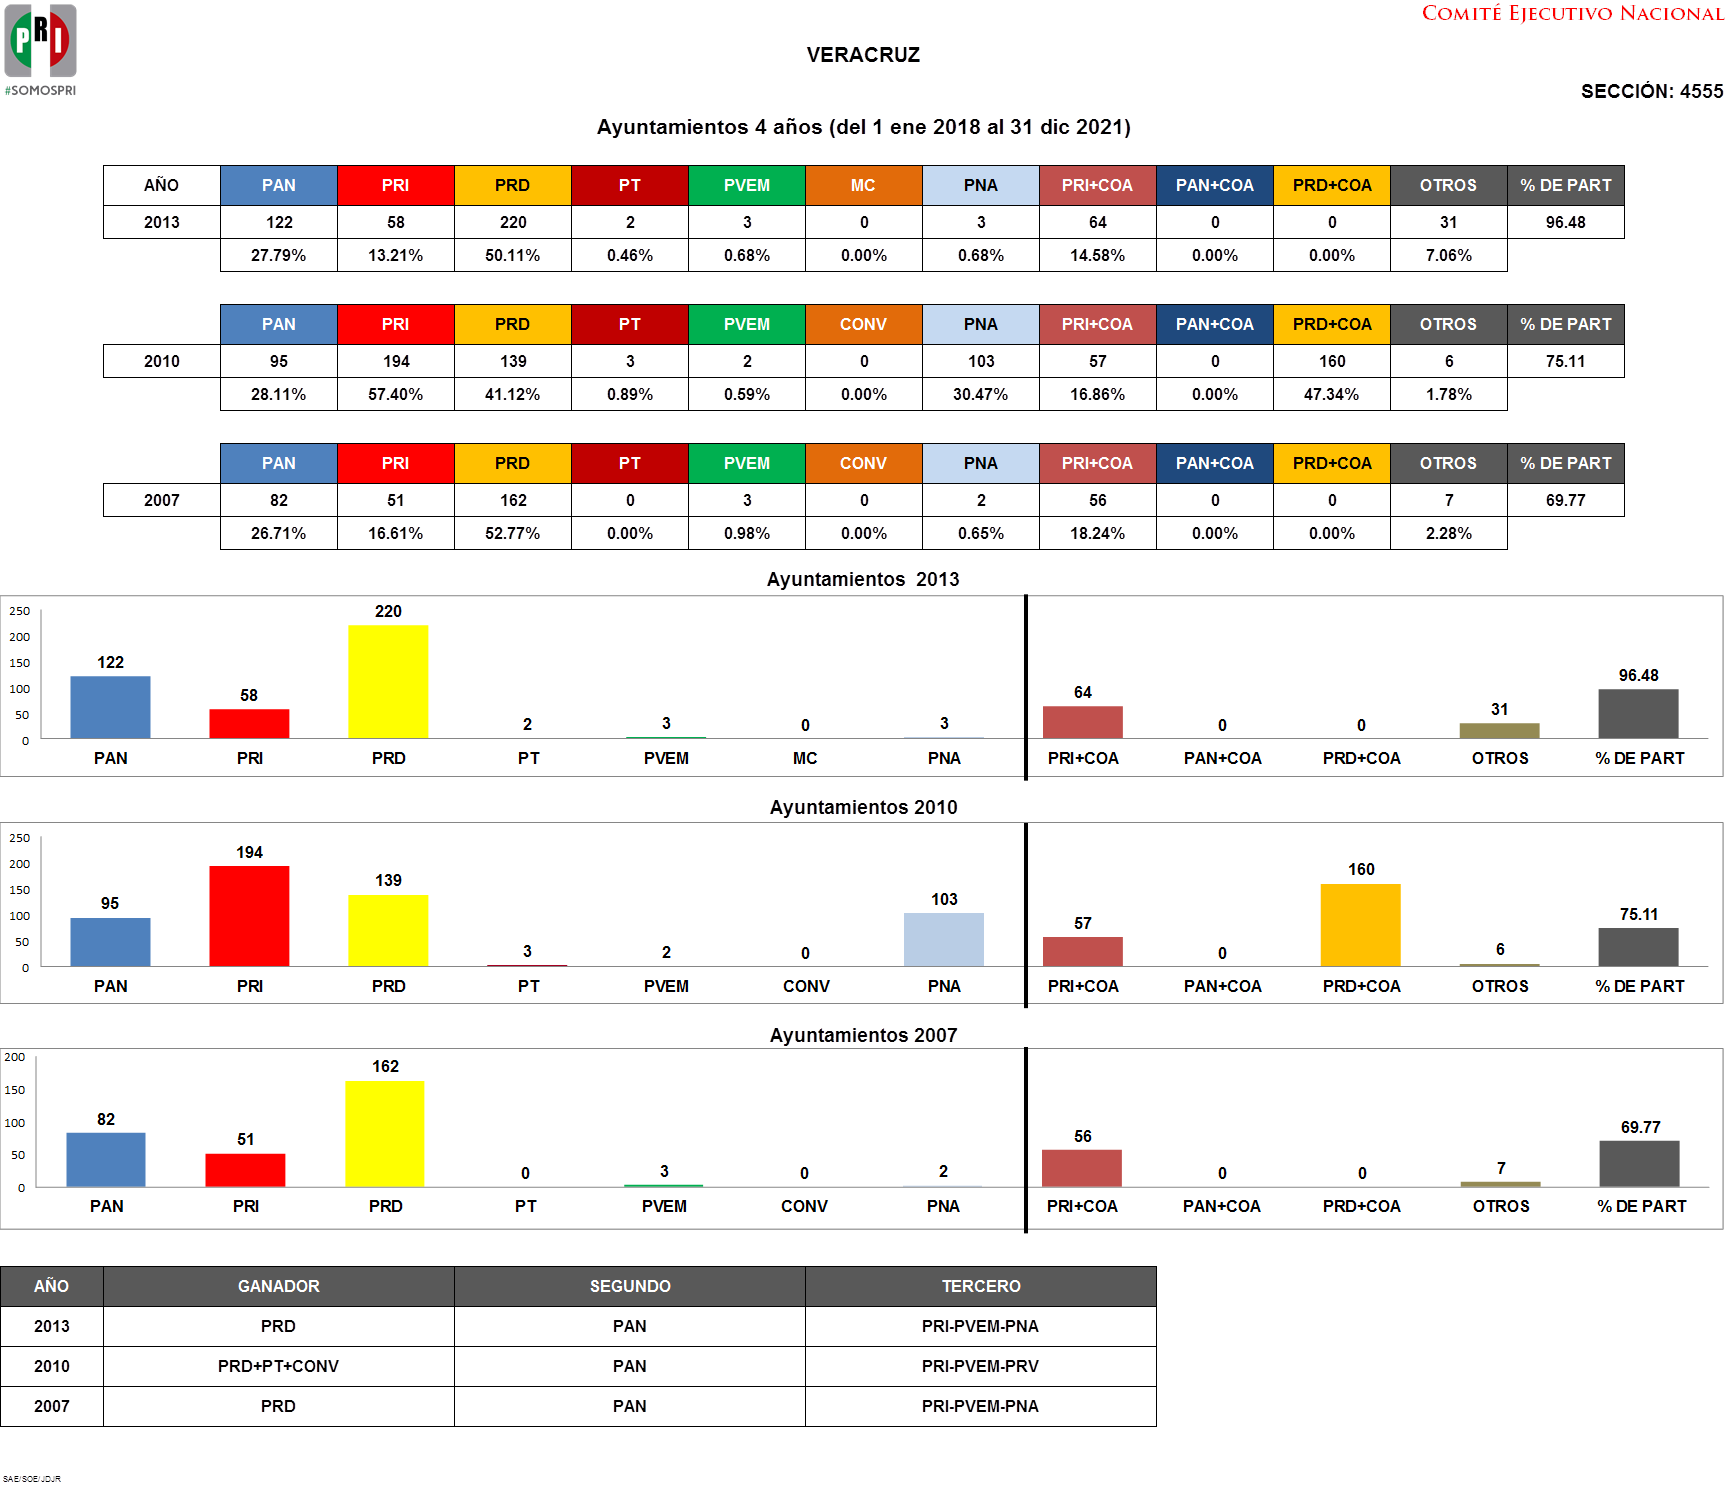 PRI
#SOMOSPRI
COMITÉ EJECUTIVO NACIONAL
VERACRUZ
SECCIÓN: 4555
Ayuntamientos 4 años (del 1 ene 2018 al 31 dic 2021)
AÑO PAN PRI PRD PT PVEM MC PNA PRI+COA PAN+COA PRD+COA OTROS % DE PART
2013 122 58 220 2 3 0 3 64 0 0 31 96.48
27.79% 13.21% 50.11% 0.46% 0.68% 0.00% 0.68% 14.58% 0.00% 0.00% 7.06%
PAN PRI PRD PT PVEM CONV PNA PRI+COA PAN+COA PRD+COA OTROS % DE PART
2010 95 194 139 3 2 0 103 57 0 160 6 75.11
28.11% 57.40% 41.12% 0.89% 0.59% 0.00% 30.47% 16.86% 0.00% 47.34% 1.78%
PAN PRI PRD PT PVEM CONV PNA PRI+COA PAN+COA PRD+COA OTROS % DE PART
2007 82 51 162 0 3 0 2 56 0 0 7 69.77
26.71% 16.61% 52.77% 0.00% 0.98% 0.00% 0.65% 18.24% 0.00% 0.00% 2.28%
Ayuntamientos 2013
250
200
150
100
50
0
122 58 220 2 3 0 3 64 0 0 31 96.48
PAN PRI PRD PT PVEM MC PNA PRI+COA PAN+COA PRD+COA OTROS % DE PART
Ayuntamientos 2010
250
200
150
100
50
0
95 194 139 3 2 0 103 57 0 160 6 75.11
PAN PRI PRD PT PVEM CONV PNA PRI+COA PAN+COA PRD+COA OTROS % DE PART
Ayuntamientos 2007
200
150
100
50
0
82 51 162 0 3 0 2 56 0 0 7 69.77
PAN PRI PRD PT PVEM CONV PNA PRI+COA PAN+COA PRD+COA OTROS % DE PART
AÑO GANADOR SEGUNDO TERCERO
2013 PRD PAN PRI-PVEM-PNA
2010 PRD+PT+CONV PAN PRI-PVEM-PRV
2007 PRD PAN PRI-PVEM-PNA
SAE/SOE/JDJR